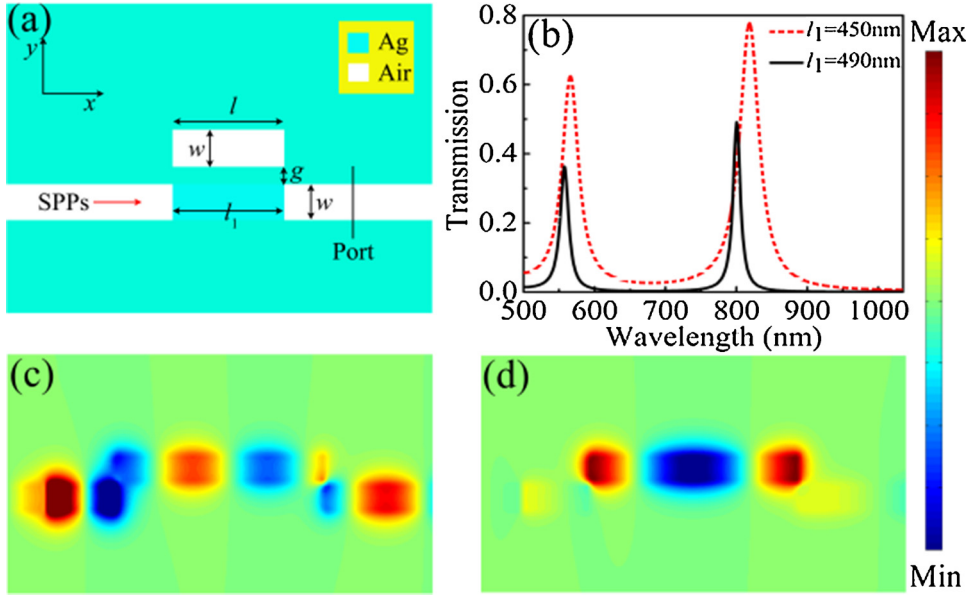 (a)
y
x
Ag
Air
l
w
g
SPPs
l1
w
Port
(b)
Transmission
0.8
0.6
0.4
0.2
0.0
l1=450nm
l1=490nm
500 600 700 800 900 1000
Wavelength (nm)
Max
Min
(c)
(d)